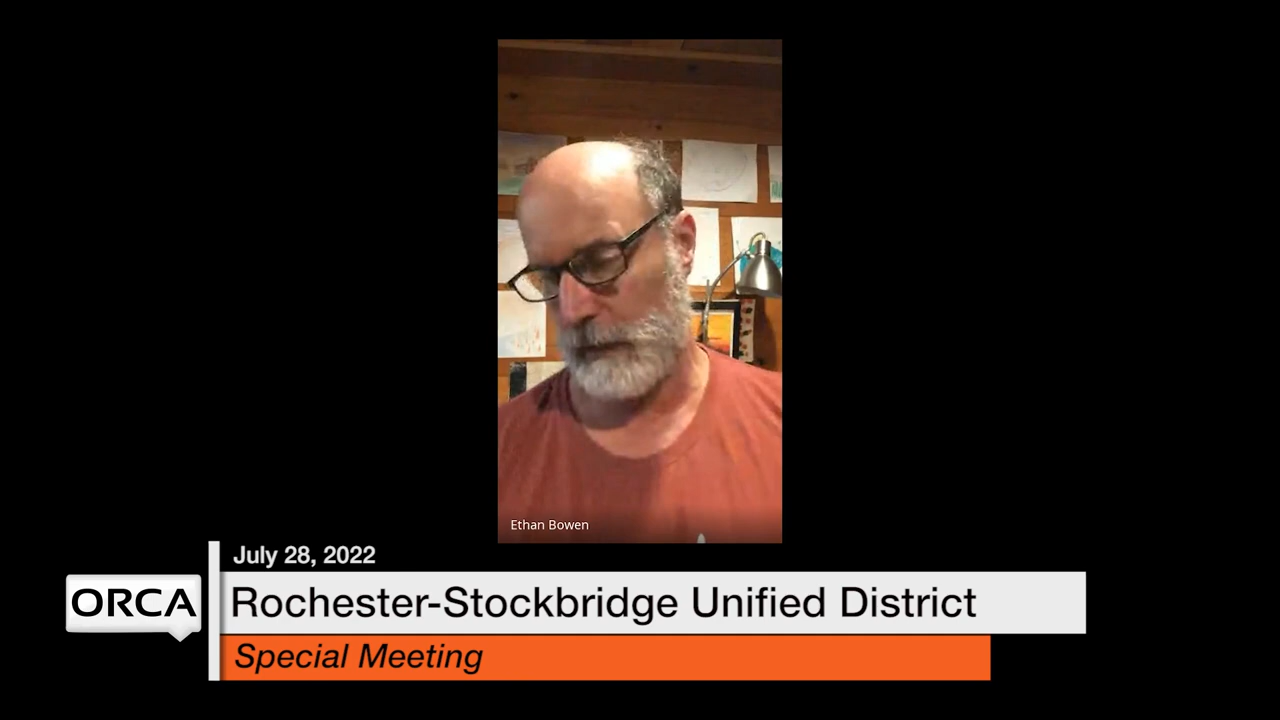 Ethan Bowen
July 28, 2022
ORCA
Rochester-Stockbridge Unified District
Special Meeting